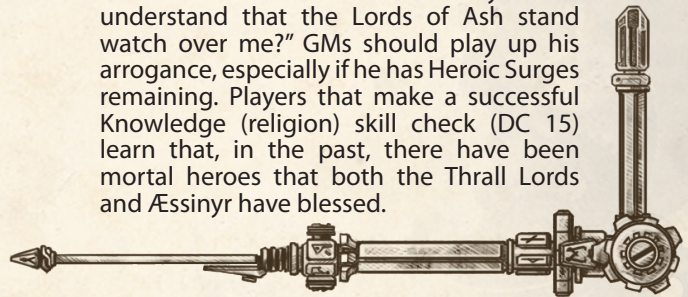 understand that the Lords of Ash stand
watch over me?” GMs should play up his
arrogance, especially if he has Heroic Surges
remaining. Players that make a successful
Knowledge (religion) skill check (DC 15)
learn that, in the past, there have been
mortal heroes that both the Thrall Lords
and Æssinyr have blessed.